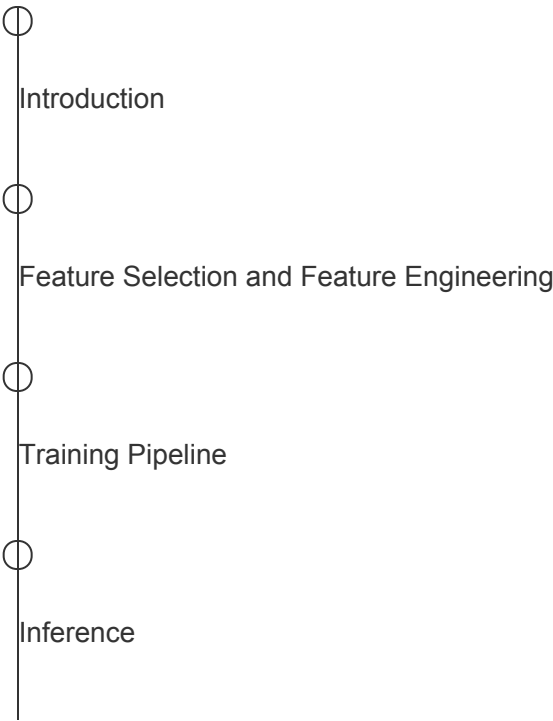 Introduction
Feature Selection and Feature Engineering
Training Pipeline
Inference